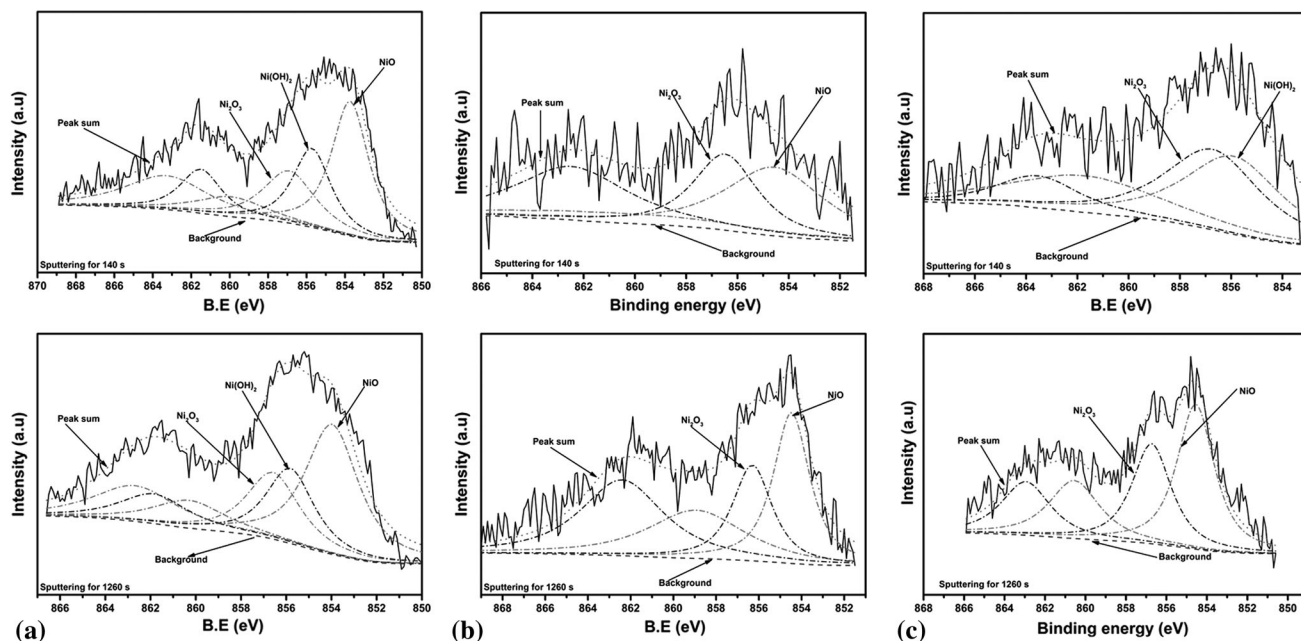 Intensity (a.u)
Peak sum
Ni₂O₃
Ni(OH)₂
NiO
Background
Sputtering for 140 s
870 868 866 864 862 860 858 856 854 852 850
B.E (eV)
Intensity (a.u)
Peak sum
Ni₂O₃
NiO
Background
Sputtering for 140 s
866 864 862 860 858 856 854 852
Binding energy (eV)
Intensity (a.u)
Peak sum
Ni₂O₃
Ni(OH)₂
Background
Sputtering for 140 s
868 866 864 862 860 858 856 854
B.E (eV)
Intensity (a.u)
Peak sum
Ni₂O₃
Ni(OH)₂
NiO
Background
Sputtering for 1260 s
866 864 862 860 858 856 854 852 850
B.E (eV)
(a)
Intensity (a.u)
Peak sum
Ni₂O₃
NiO
Background
Sputtering for 1260 s
868 866 864 862 860 858 856 854 852
B.E (eV)
(b)
Intensity (a.u)
Peak sum
Ni₂O₃
NiO
Background
Sputtering for 1260 s
868 866 864 862 860 858 856 854 852 850
Binding energy (eV)
(c)